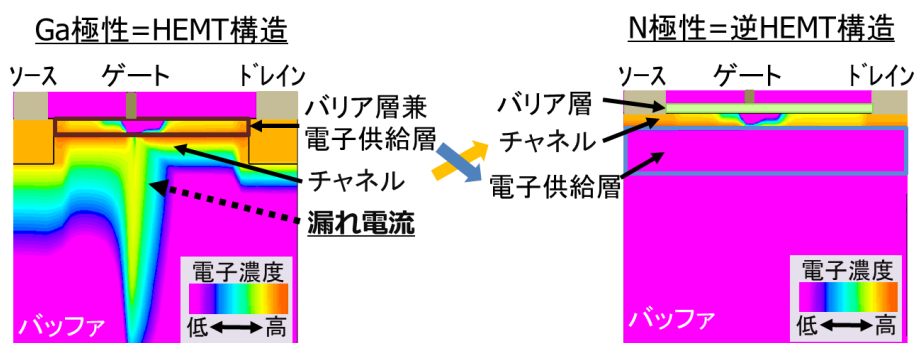 Ga極性=HEMT構造
ソース
ゲート
ドレイン
バリア層兼
電子供給層
チャネル
漏れ電流
電子濃度
低
高
バッファ
N極性=逆HEMT構造
ソース
ゲート
ドレイン
バリア層
チャネル
電子供給層
電子濃度
低
高
バッファ